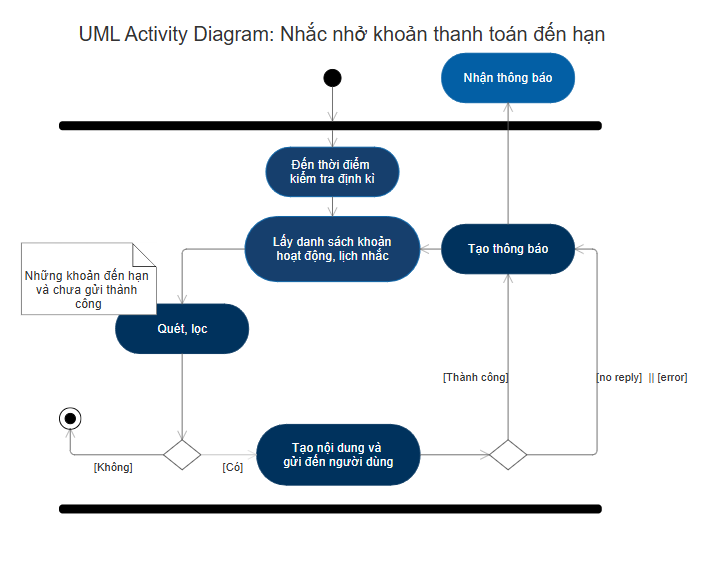 UML Activity Diagram: Nhắc nhở khoản thanh toán đến hạn
Nhận thông báo
Đến thời điểm
kiểm tra định kì
Lấy danh sách khoản
hoạt động, lịch nhắc
Tạo thông báo
Những khoản đến hạn
và chưa gửi thành
công
Quét, lọc
[Thành công]
[no reply] || [error]
[Không]
[Có]
Tạo nội dung và
gửi đến người dùng